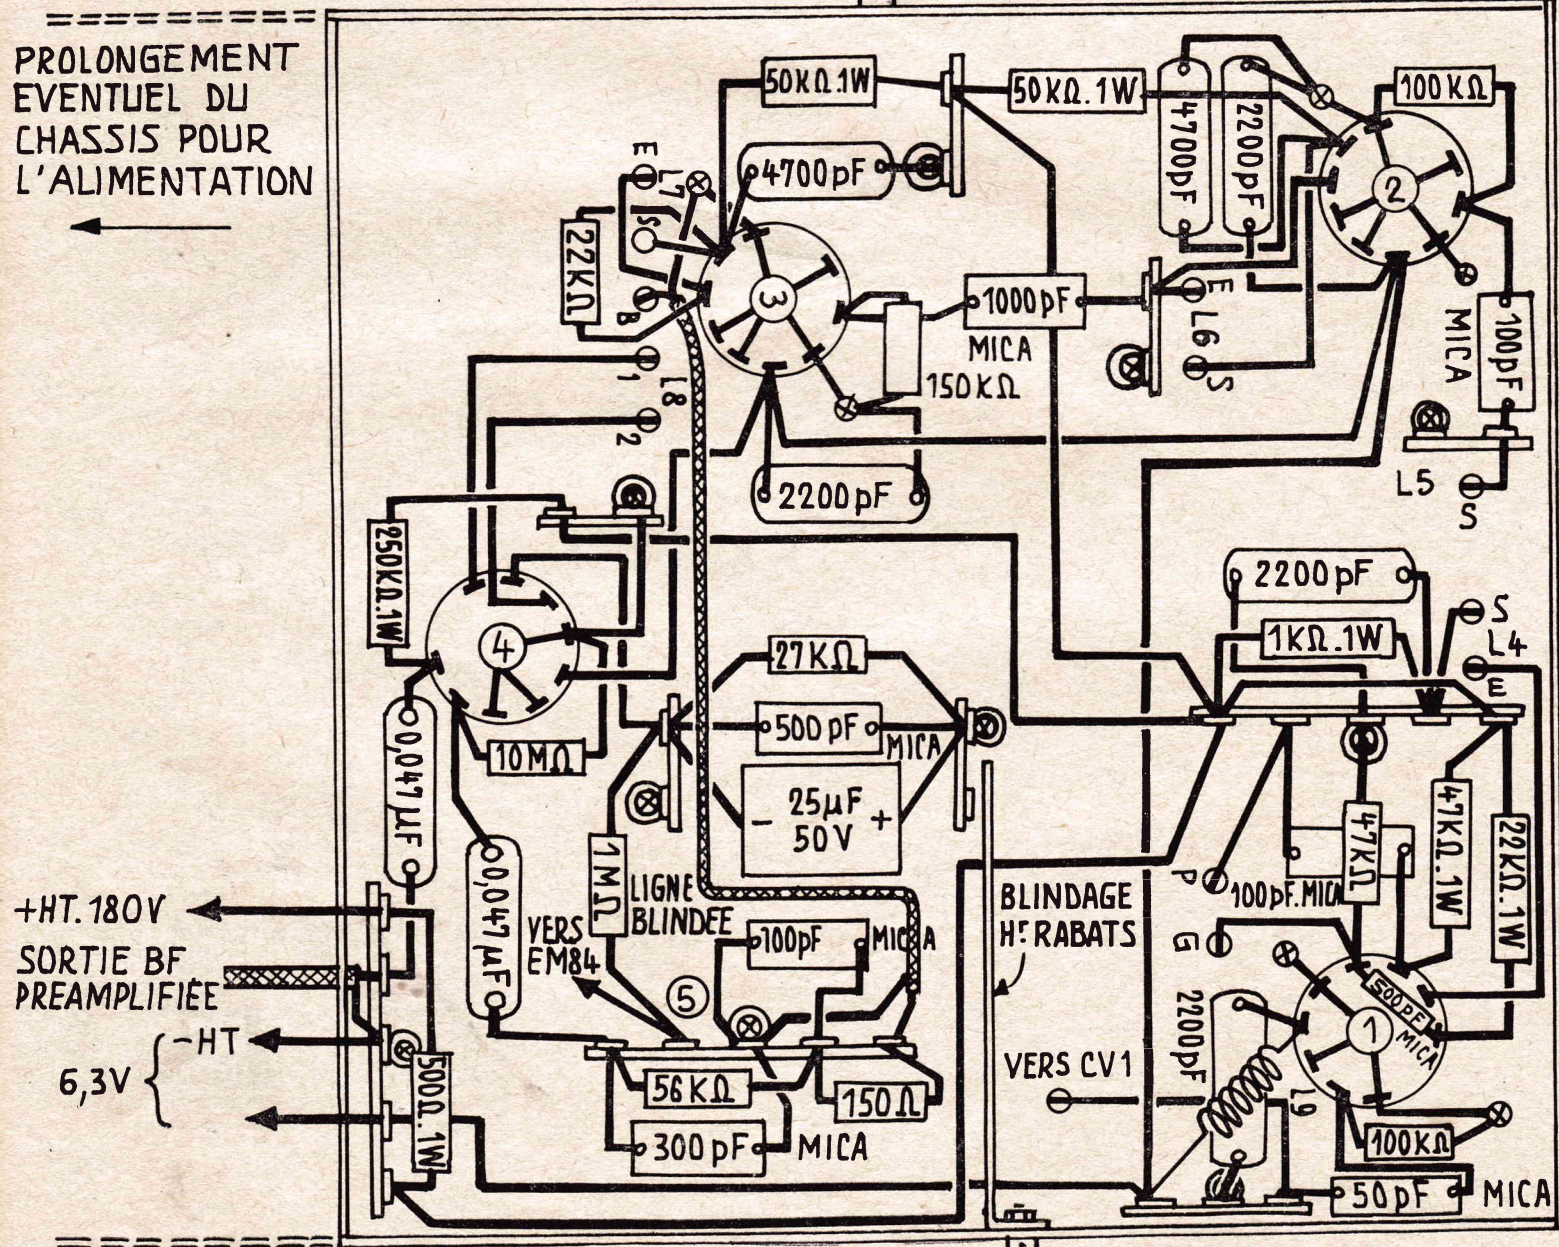 PROLONGEMENT
EVENTUEL DU
CHASSIS POUR
L'ALIMENTATION
50KΩ.1W
50KΩ.1W
4700pF
2200pF
100KΩ
2
4700pF
E
L7
S
B
22KΩ
3
1000pF
MICA
150KΩ
E
L6
S
MICA
100pF
L5
S
1
L8
2
2200pF
250KΩ.1W
4
2200pF
1KΩ.1W
S
L4
E
27KΩ
500pF
MICA
10MΩ
25µF
50V
-
+
0,047µF
1MΩ
0,047µF
LIGNE
BLINDEE
VERS
EM84
BLINDAGE
Hr RABATS
P
100pF.MICA
47KΩ
47KΩ.1W
22KΩ.1W
G
+HT.180V
SORTIE BF
PREAMPLIFIÉE
-HT
6,3V
500Ω.1W
100pF
MICA
5
56KΩ
150Ω
300pF
MICA
VERS CV1
2200pF
L9
500pF
MICA
1
100KΩ
50pF
MICA